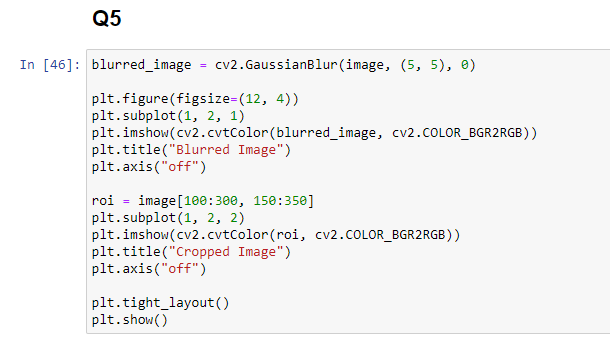 Q5
In [46]: blurred_image = cv2.GaussianBlur(image, (5, 5), 0)
plt.figure(figsize=(12, 4))
plt.subplot(1, 2, 1)
plt.imshow(cv2.cvtColor(blurred_image, cv2.COLOR_BGR2RGB))
plt.title("Blurred Image")
plt.axis("off")
roi = image[100:300, 150:350]
plt.subplot(1, 2, 2)
plt.imshow(cv2.cvtColor(roi, cv2.COLOR_BGR2RGB))
plt.title("Cropped Image")
plt.axis("off")
plt.tight_layout()
plt.show()